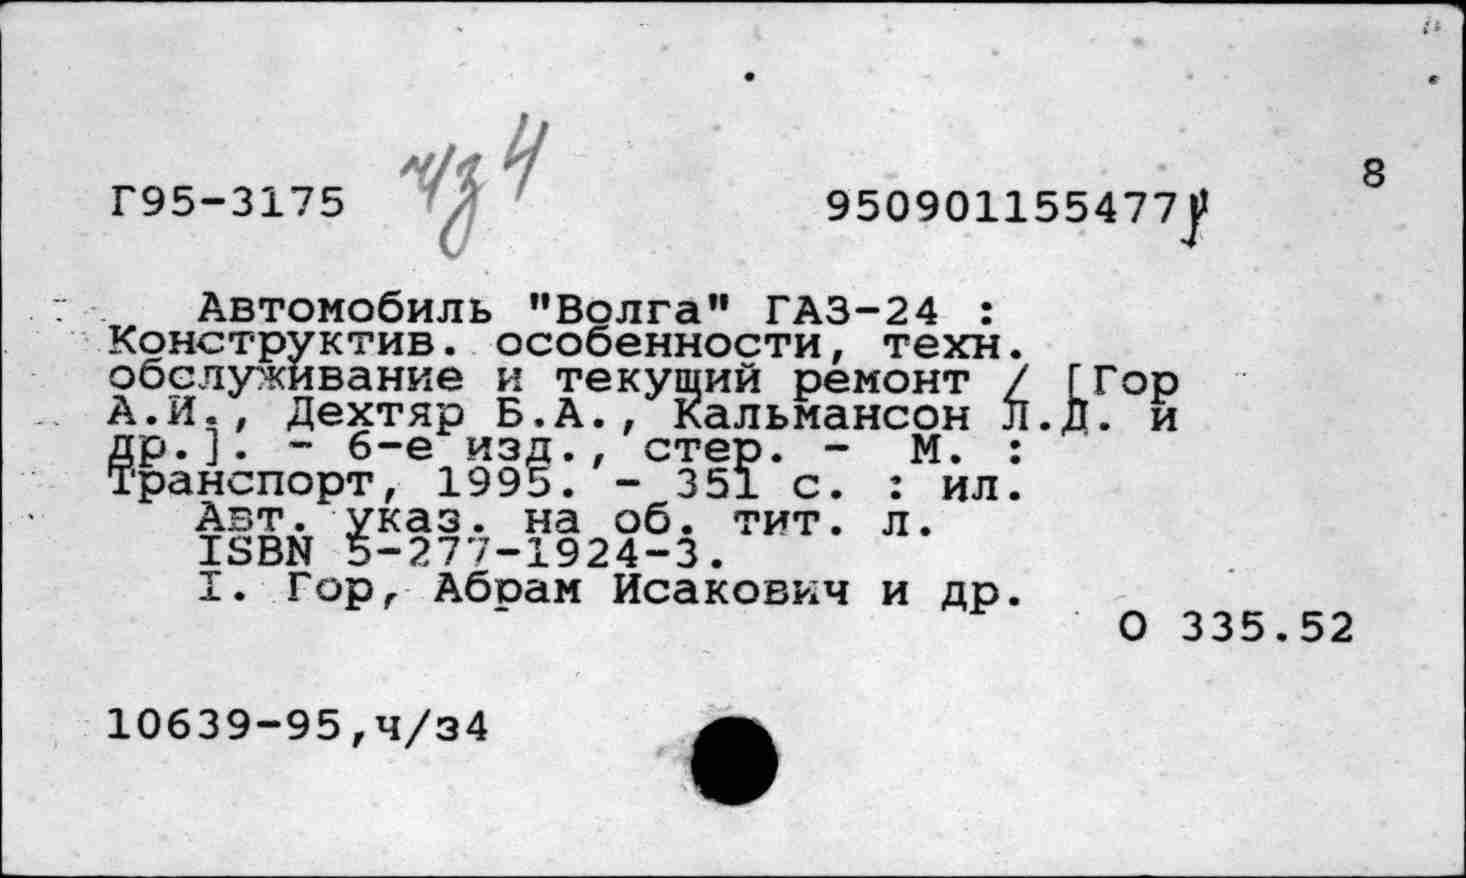 8
Г95-3175 ч/з 4 950901155477
Автомобиль "Волга" ГАЗ-24 :
Конструктив. особенности, техн.
обслуживание и текущий ремонт / [Гор
А.И., Дехтяр Б.А., Кальмансон Л.Д. и
др.]. - 6-е изд., стер. - М. :
Транспорт, 1995. - 351 с. : ил.
Авт. указ. на об. тит. л.
ISBN 5-277-1924-3.
I. Гор, Абрам Исакович и др.
О 335.52
10639-95,ч/з4